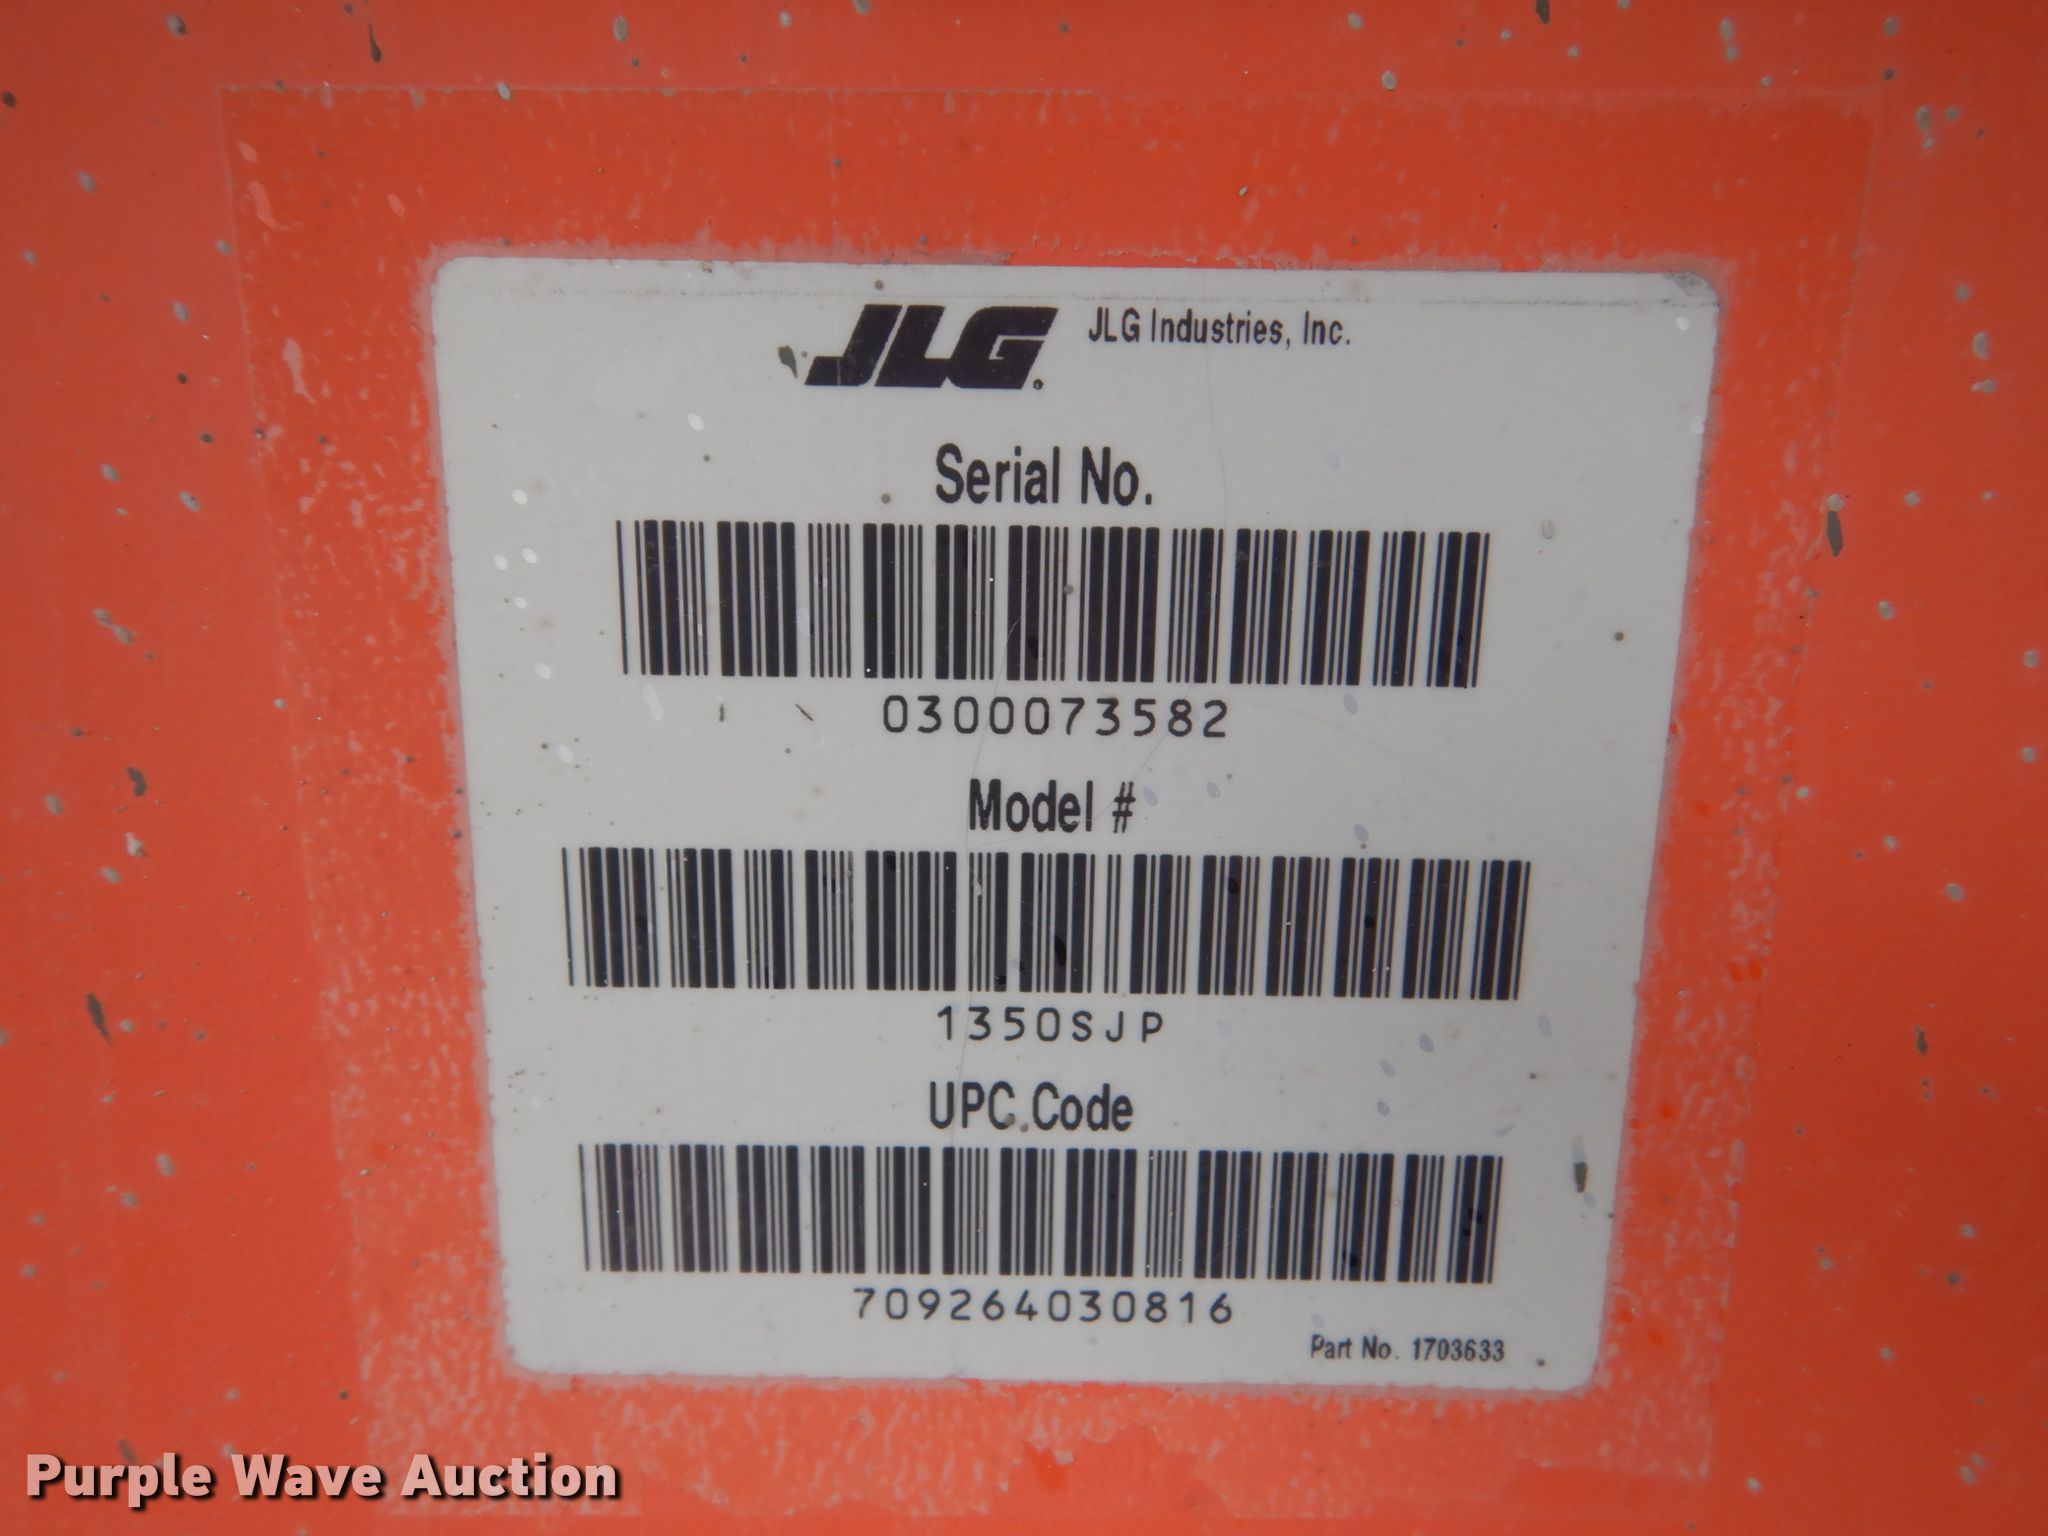 JLG JLG Industries, Inc.
Serial No.
0300073582
Model #
1350SJP
UPC Code
709264030816
Part No. 1703633
Purple Wave Auction